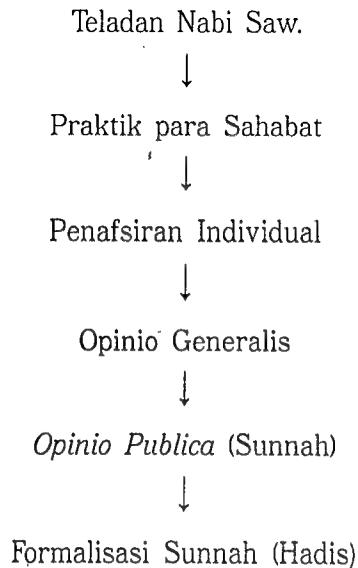 Teladan Nabi Saw.
Praktik para Sahabat
Penafsiran Individual
Opinio Generalis
Opinio Publica (Sunnah)
Formalisasi Sunnah (Hadis)